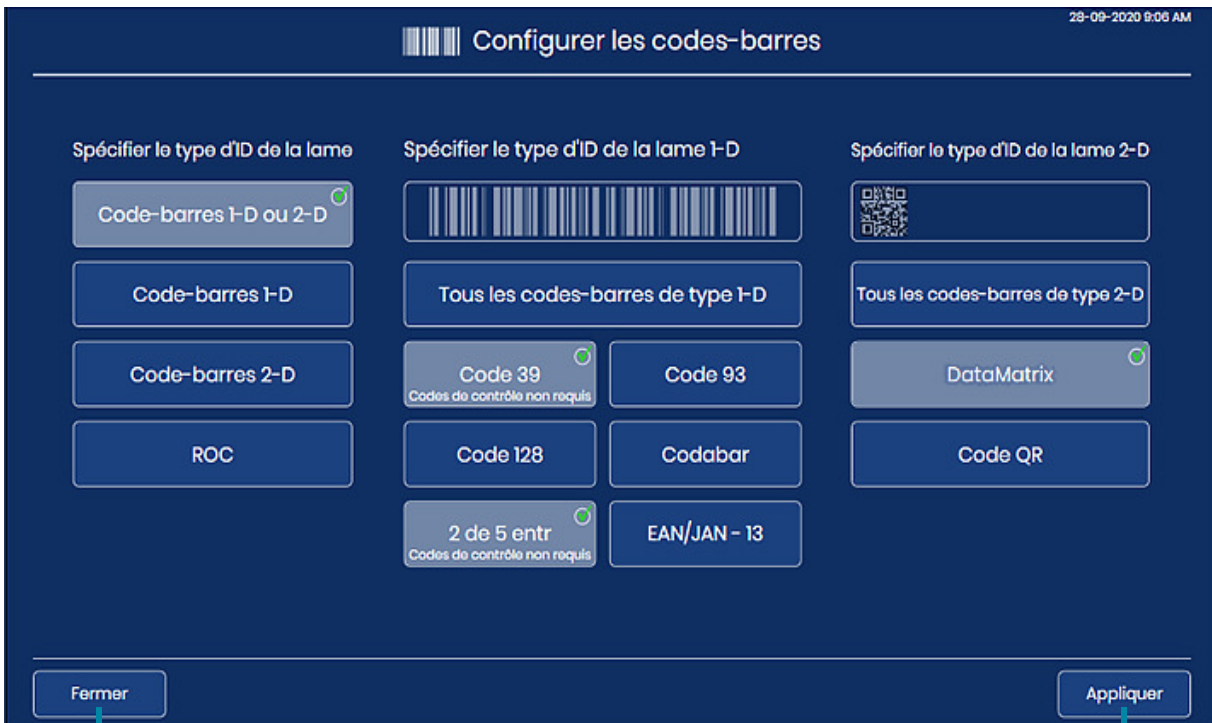 28-09-2020 9:06 AM
Configurer les codes-barres
Spécifier le type d'ID de la lame
Code-barres 1-D ou 2-D
Code-barres 1-D
Code-barres 2-D
ROC
Spécifier le type d'ID de la lame 1-D
Tous les codes-barres de type 1-D
Code 39
Codes de contrôle non requis
Code 93
Code 128
Codabar
2 de 5 entr
Codes de contrôle non requis
EAN/JAN - 13
Spécifier le type d'ID de la lame 2-D
Tous les codes-barres de type 2-D
DataMatrix
Code QR
Fermer
Appliquer